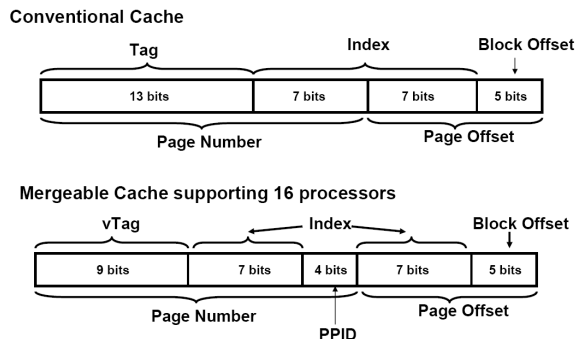 Conventional Cache
Tag Index Block Offset
13 bits 7 bits 7 bits 5 bits
Page Number Page Offset
Mergeable Cache supporting 16 processors
vTag Index Block Offset
9 bits 7 bits 4 bits 7 bits 5 bits
Page Number Page Offset
PPID